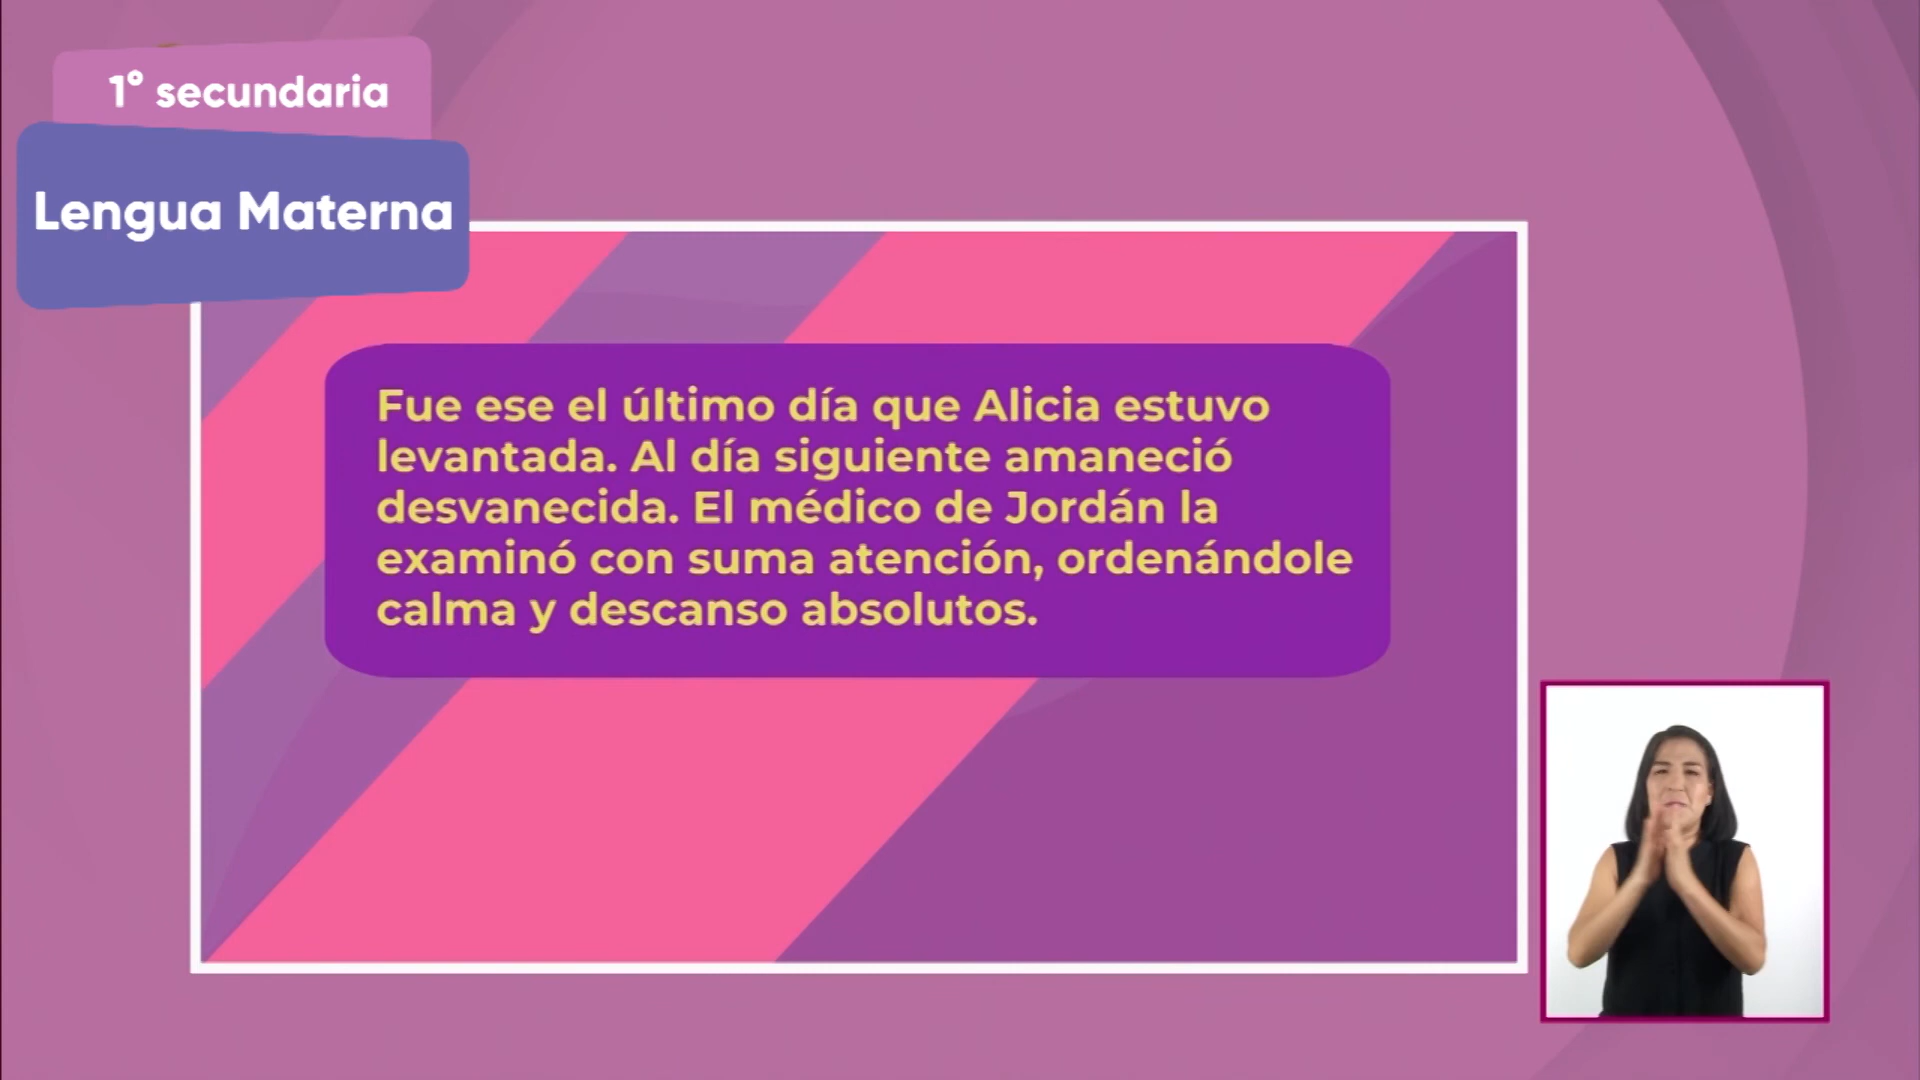 1° secundaria
Lengua Materna
Fue ese el último día que Alicia estuvo
levantada. Al día siguiente amaneció
desvanecida. El médico de Jordán la
examinó con suma atención, ordenándole
calma y descanso absolutos.